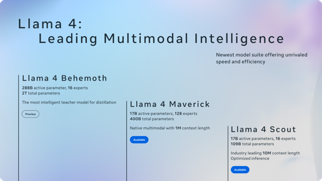 Llama 4:
Leading Multimodal Intelligence
Newest model suite offering unrivaled
speed and efficiency
Llama 4 Behemoth
288B active parameter, 16 experts
2T total parameters
The most intelligent teacher model for distillation
Preview
Llama 4 Maverick
17B active parameters, 128 experts
400B total parameters
Native multimodal with 1M context length
Available
Llama 4 Scout
17B active parameters, 16 experts
109B total parameters
Industry leading 10M context length
Optimized inference
Available